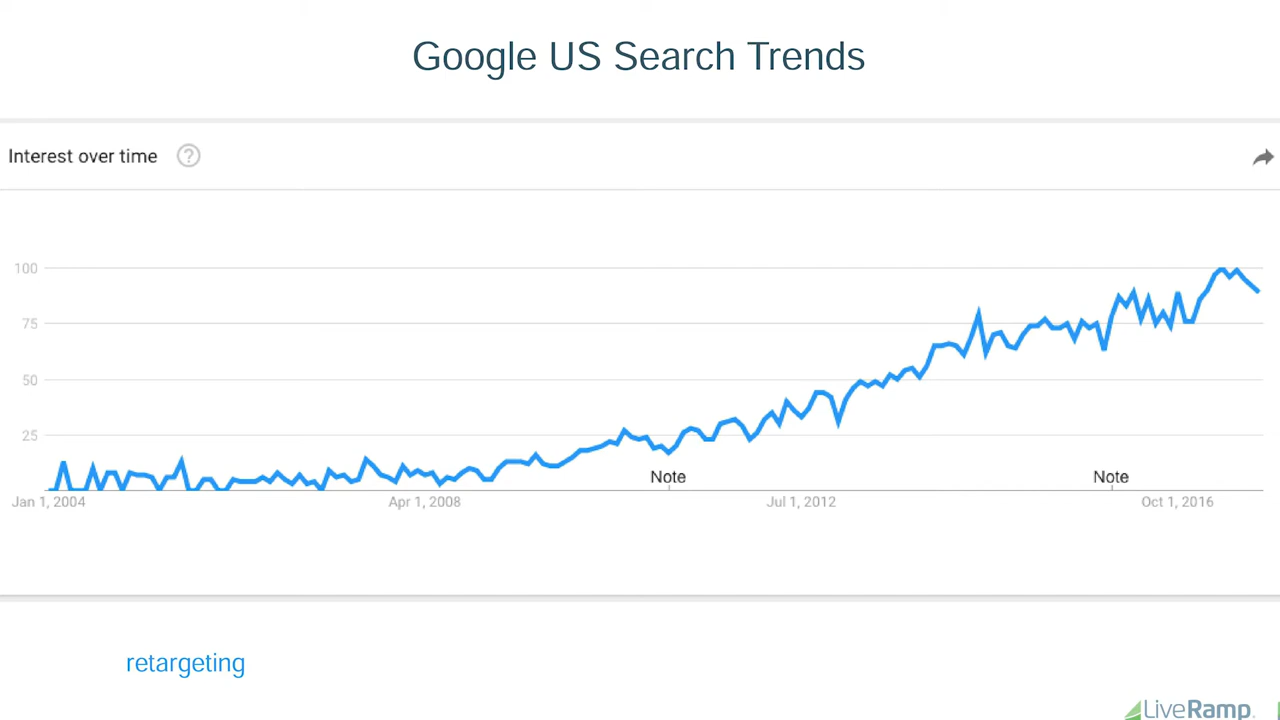 Google US Search Trends
Interest over time ?
100
75
50
25
Note Note
Jan 1, 2004 Apr 1, 2008 Jul 1, 2012 Oct 1, 2016
retargeting
LiveRamp